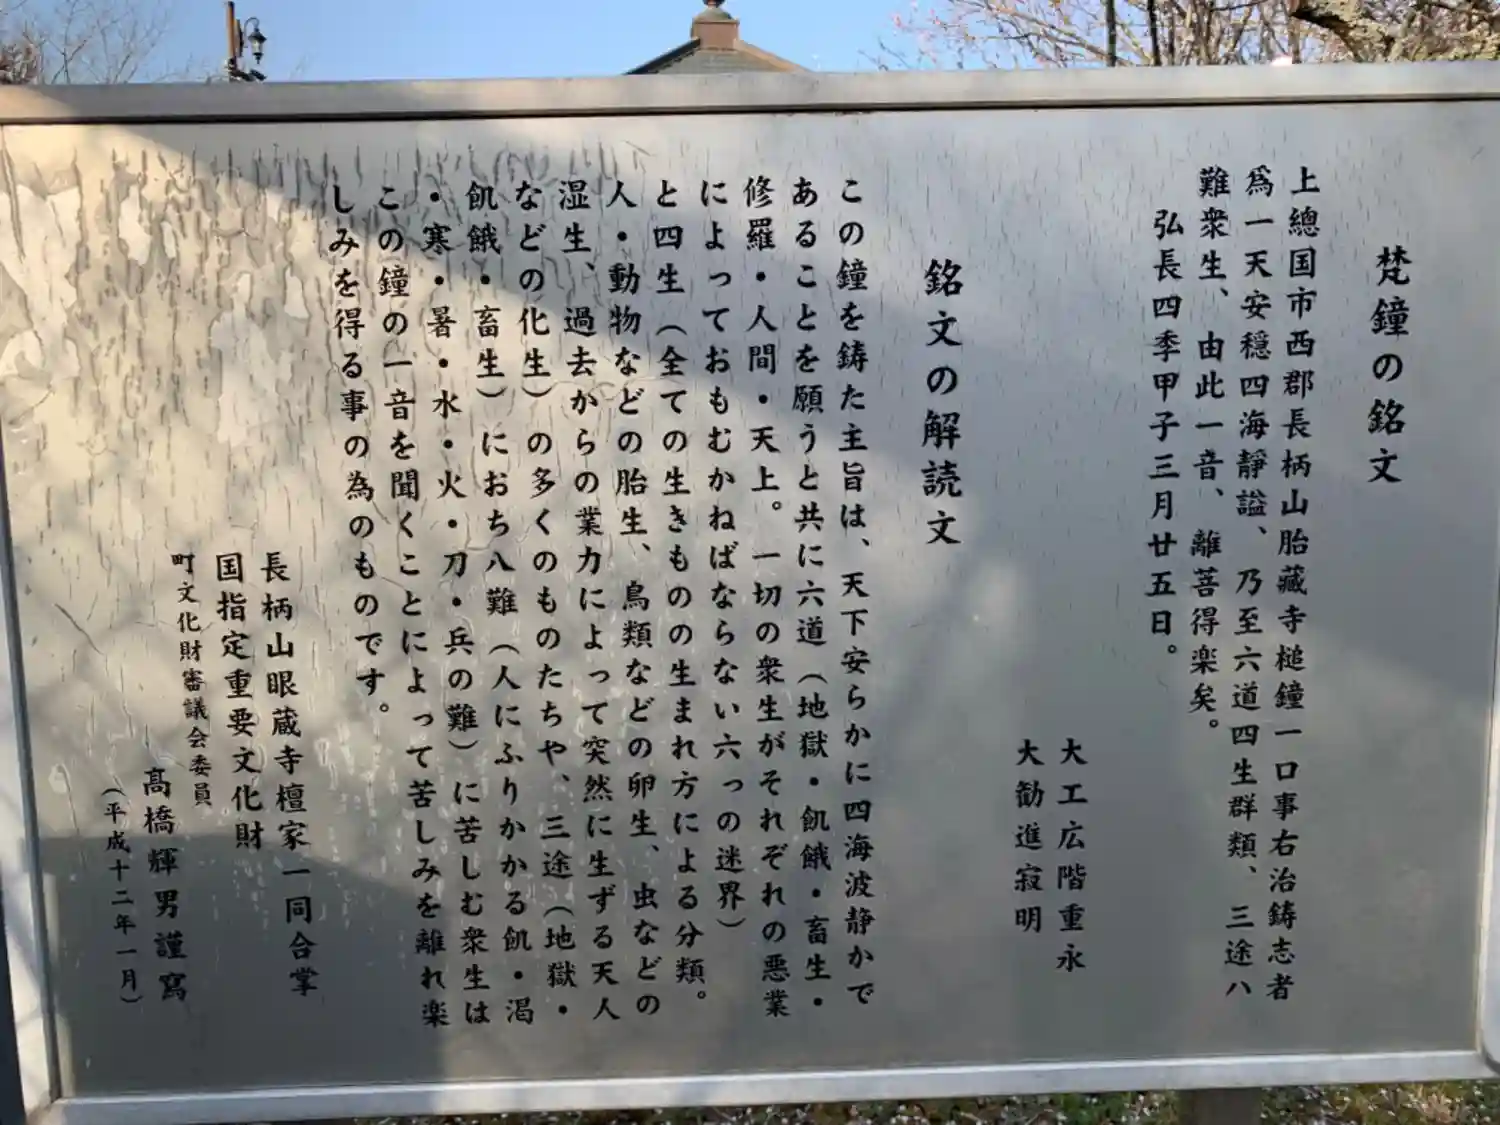 梵鐘の銘文
上總国市西郡長柄山胎藏寺槌鐘一口事右治鋳志者
爲一天安穏四海静謐、乃至六道四生群類、三途八
難衆生、由此一音、離菩得楽矣。
弘長四季甲子三月廿五日。
大工広階重永
大勧進寂明
銘文の解読文
この鐘を鋳た主旨は、天下安らかに四海波静かで
あることを願うと共に六道（地獄・飢餓・畜生・
修羅・人間・天上。一切の衆生がそれぞれの悪業
によっておもむかねばならない六っの迷界）
と四生（全ての生きものの生まれ方による分類。
人・動物などの胎生、鳥類などの卵生、虫などの
湿生、過去からの業力によって突然に生ずる天人
などの化生）の多くのものたちや、三途（地獄・
飢餓・畜生）におち八難（人にふりかかる飢・渇
・寒・暑・水・火・刀・兵の難）に苦しむ衆生は
この鐘の一音を聞くことによって苦しみを離れ楽
しみを得る事の為のものです。
長柄山眼蔵寺檀家一同合掌
国指定重要文化財
町文化財審議会委員
高橋輝男謹寫
（平成十二年一月）